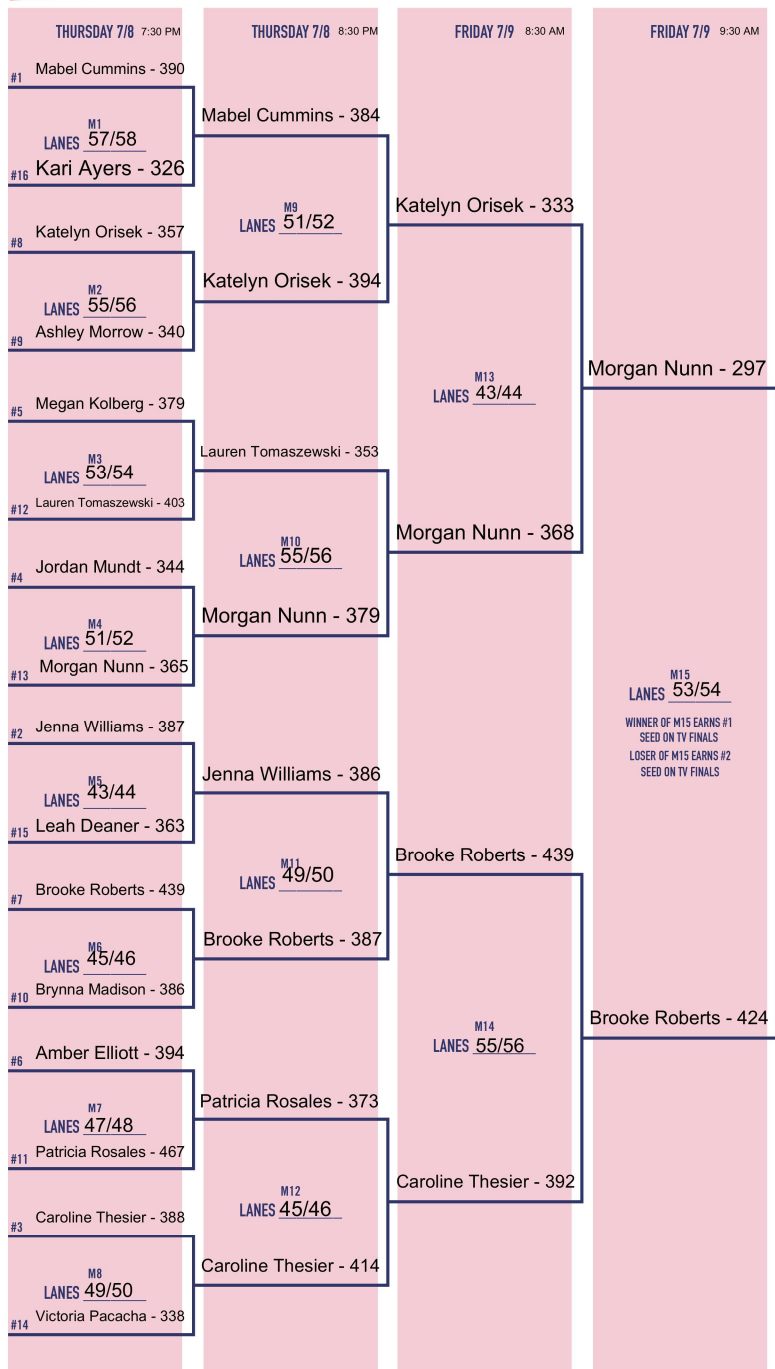 THURSDAY 7/8 7:30 PM
THURSDAY 7/8 8:30 PM
FRIDAY 7/9 8:30 AM
FRIDAY 7/9 9:30 AM
#1 Mabel Cummins - 390
M1
LANES 57/58
#16 Kari Ayers - 326
#8 Katelyn Orisek - 357
M2
LANES 55/56
#9 Ashley Morrow - 340
#5 Megan Kolberg - 379
M3
LANES 53/54
#12 Lauren Tomaszewski - 403
#4 Jordan Mundt - 344
M4
LANES 51/52
#13 Morgan Nunn - 365
#2 Jenna Williams - 387
M5
LANES 43/44
#15 Leah Deaner - 363
#7 Brooke Roberts - 439
M6
LANES 45/46
#10 Brynna Madison - 386
#6 Amber Elliott - 394
M7
LANES 47/48
#11 Patricia Rosales - 467
#3 Caroline Thesier - 388
M8
LANES 49/50
#14 Victoria Pacacha - 338
Mabel Cummins - 384
M9
LANES 51/52
Katelyn Orisek - 394
Lauren Tomaszewski - 353
M10
LANES 55/56
Morgan Nunn - 379
Jenna Williams - 386
M11
LANES 49/50
Brooke Roberts - 387
Patricia Rosales - 373
M12
LANES 45/46
Caroline Thesier - 414
Katelyn Orisek - 333
M13
LANES 43/44
Morgan Nunn - 368
Brooke Roberts - 439
M14
LANES 55/56
Caroline Thesier - 392
Morgan Nunn - 297
M15
LANES 53/54
WINNER OF M15 EARNS #1
SEED ON TV FINALS
LOSER OF M15 EARNS #2
SEED ON TV FINALS
Brooke Roberts - 424